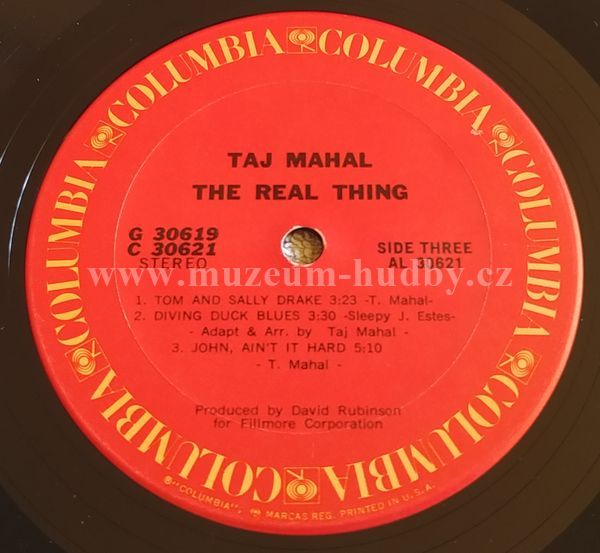 COLUMBIA COLUMBIA COLUMBIA COLUMBIA COLUMBIA COLUMBIA
TAJ MAHAL
THE REAL THING
G 30619
C 30621
STEREO
SIDE THREE
AL 30621
www.muzeum-hudby.cz
1. TOM AND SALLY DRAKE 3:23 -T. Mahal-
2. DIVING DUCK BLUES 3:30 -Sleepy J. Estes-
- Adapt & Arr. by Taj Mahal -
3. JOHN, AIN'T IT HARD 5:10
- T. Mahal -
Produced by David Rubinson
for Fillmore Corporation
℗"COLUMBIA", Ⓜ MARCAS REG. PRINTED IN U.S.A.